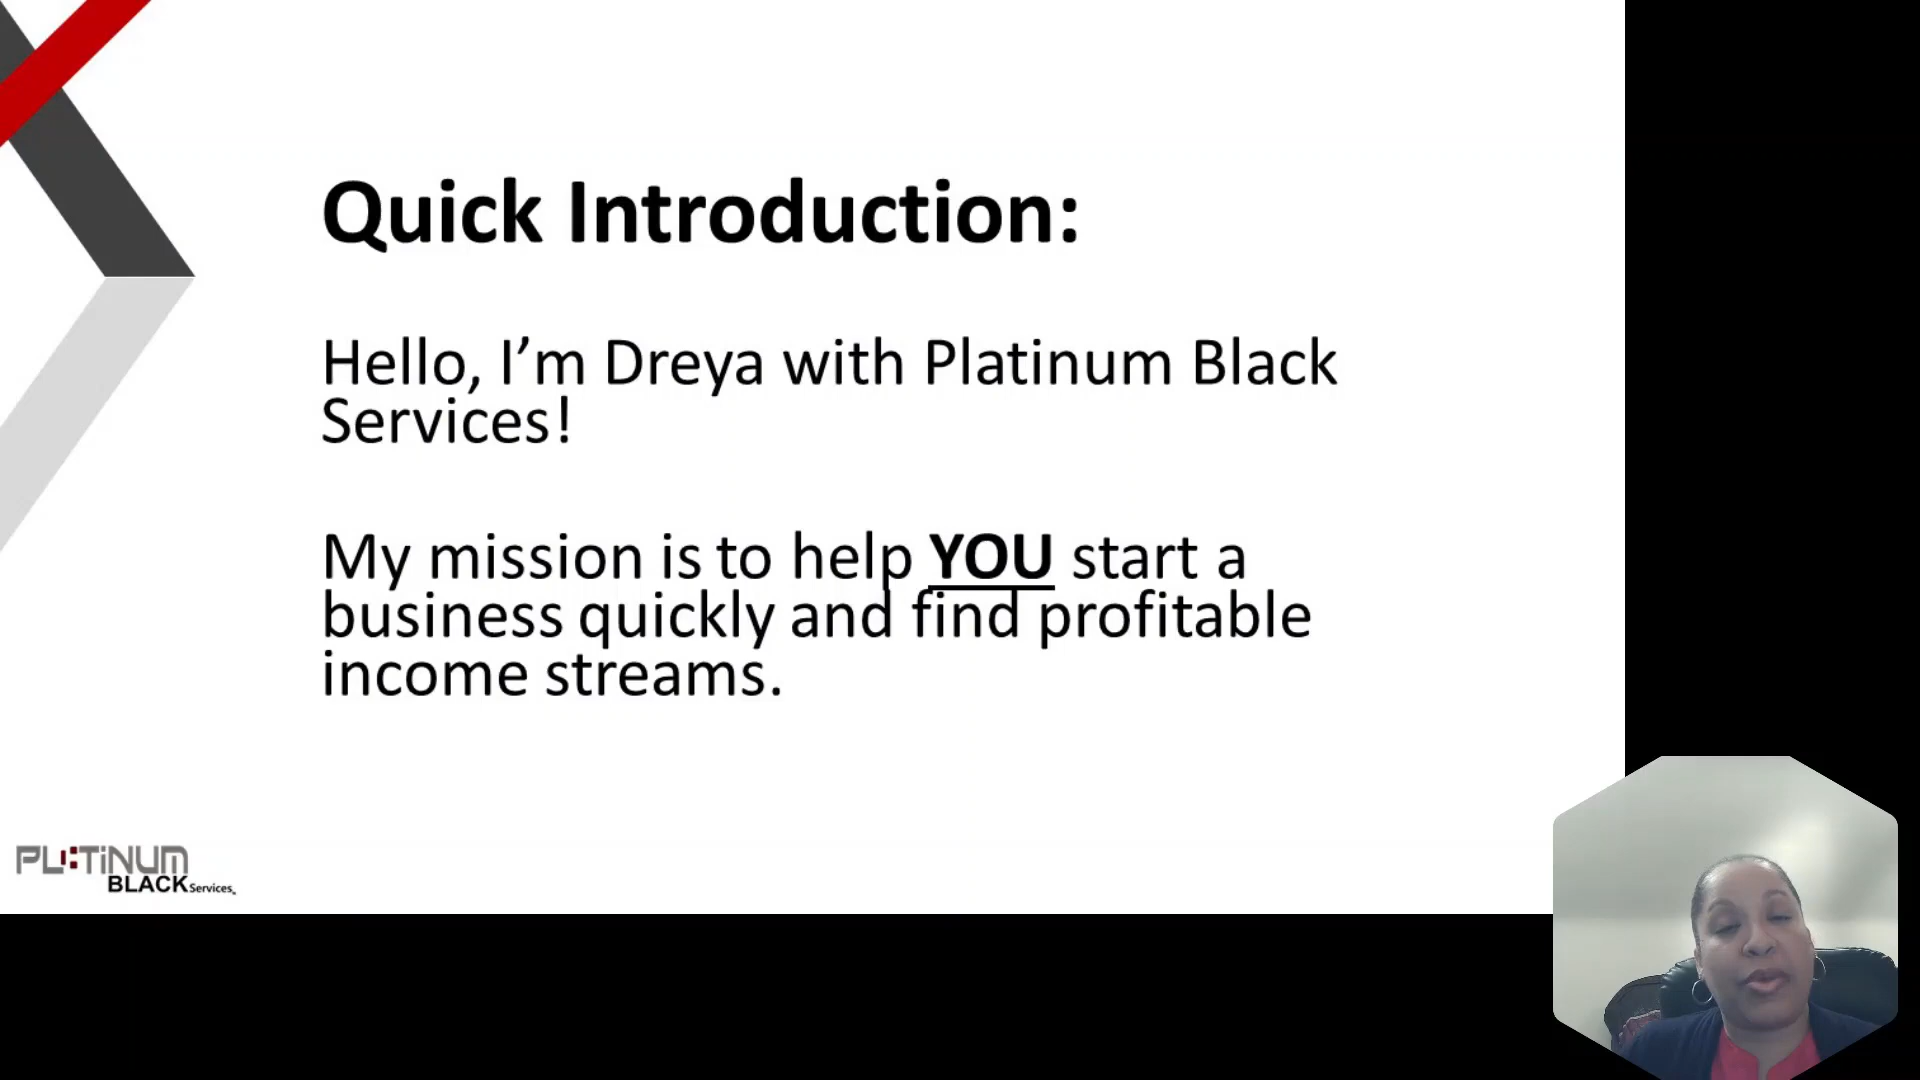 Quick Introduction:
Hello, I’m Dreya with Platinum Black
Services!
My mission is to help YOU start a
business quickly and find profitable
income streams.
PLATiNUM
BLACK Services